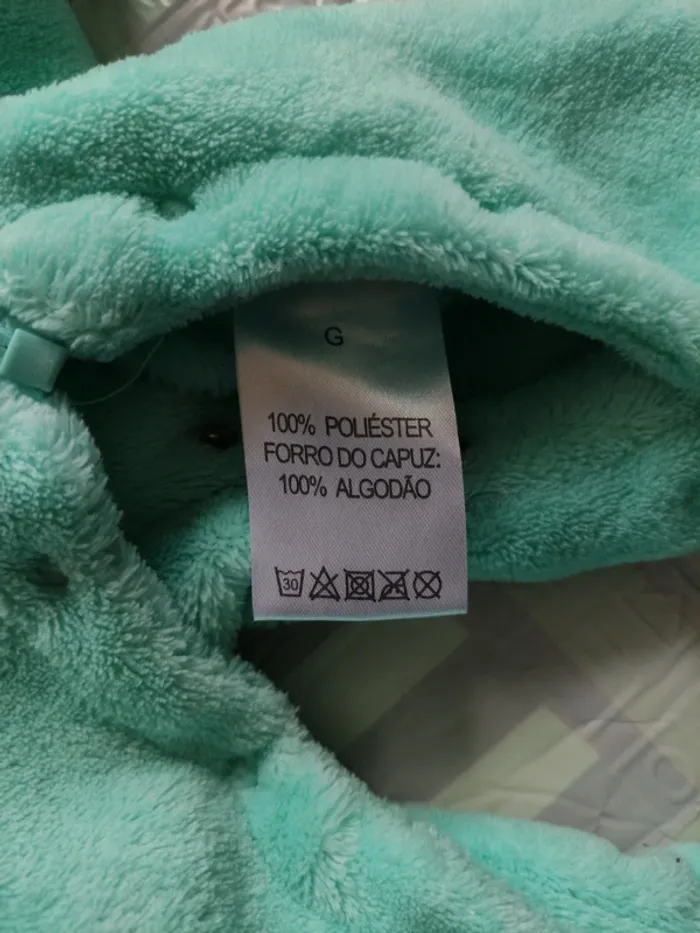 G
100% POLIÉSTER
FORRO DO CAPUZ:
100% ALGODÃO
30